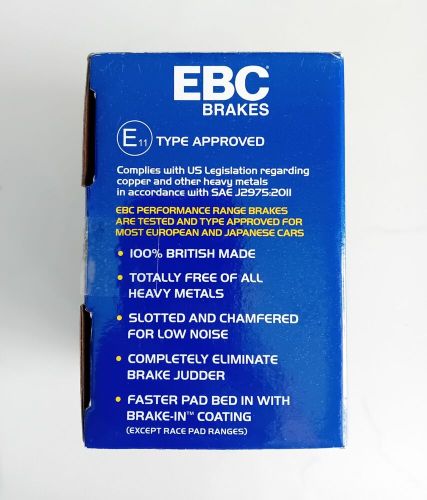 EBC
BRAKES
E11 TYPE APPROVED
Complies with US Legislation regarding
copper and other heavy metals
in accordance with SAE J2975:2011
EBC PERFORMANCE RANGE BRAKES
ARE TESTED AND TYPE APPROVED FOR
MOST EUROPEAN AND JAPANESE CARS
• 100% BRITISH MADE
• TOTALLY FREE OF ALL
HEAVY METALS
• SLOTTED AND CHAMFERED
FOR LOW NOISE
• COMPLETELY ELIMINATE
BRAKE JUDDER
• FASTER PAD BED IN WITH
BRAKE-IN™ COATING
(EXCEPT RACE PAD RANGES)